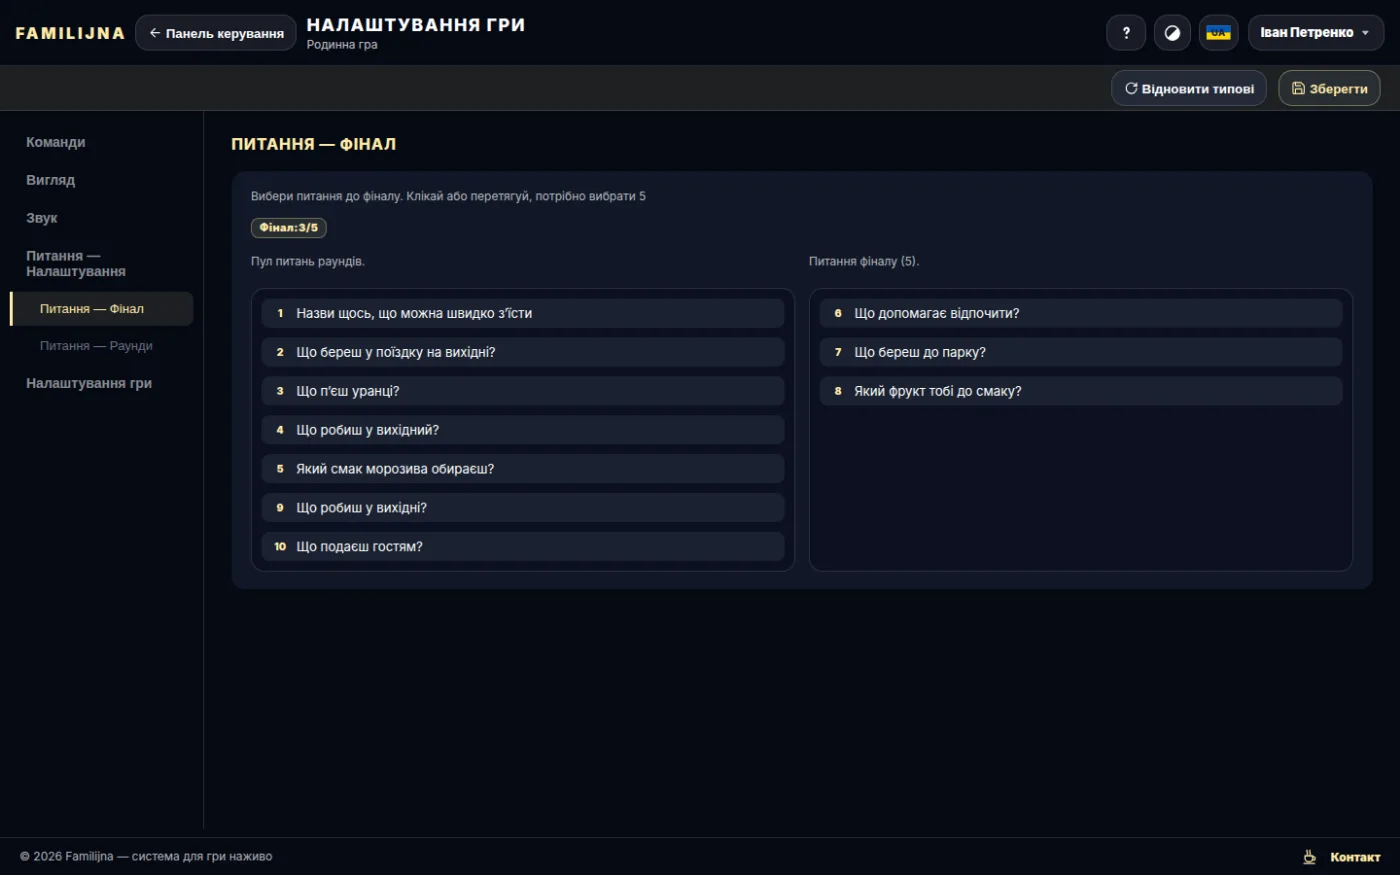 FAMILIJNA
← Панель керування
НАЛАШТУВАННЯ ГРИ
Родинна гра
?
UA
Іван Петренко
Відновити типові
Зберегти
Команди
Вигляд
Звук
Питання —
Налаштування
Питання — Фінал
Питання — Раунди
Налаштування гри
ПИТАННЯ — ФІНАЛ
Вибери питання до фіналу. Клікай або перетягуй, потрібно вибрати 5
Фінал:3/5
Пул питань раундів.
1 Назви щось, що можна швидко з'їсти
2 Що береш у поїздку на вихідні?
3 Що п'єш уранці?
4 Що робиш у вихідний?
5 Який смак морозива обираєш?
9 Що робиш у вихідні?
10 Що подаєш гостям?
Питання фіналу (5).
6 Що допомагає відпочити?
7 Що береш до парку?
8 Який фрукт тобі до смаку?
© 2026 Familijna — система для гри наживо
Контакт